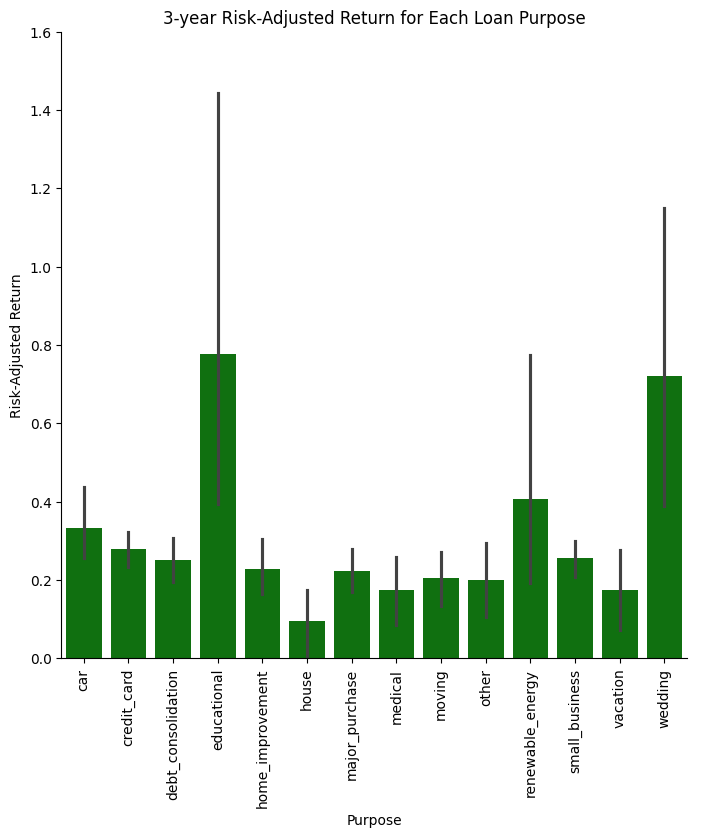 3-year Risk-Adjusted Return for Each Loan Purpose
1.6
1.4
1.2
1.0
0.8
0.6
0.4
0.2
0.0
Risk-Adjusted Return
car
credit_card
debt_consolidation
educational
home_improvement
house
major_purchase
medical
moving
other
renewable_energy
small_business
vacation
wedding
Purpose